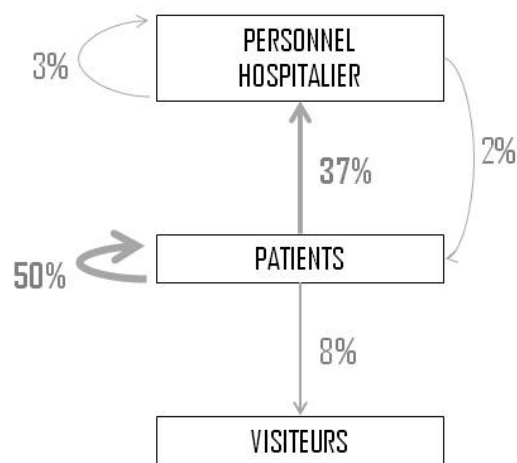 PERSONNEL
HOSPITALIER
3%
2%
37%
PATIENTS
50%
8%
VISITEURS